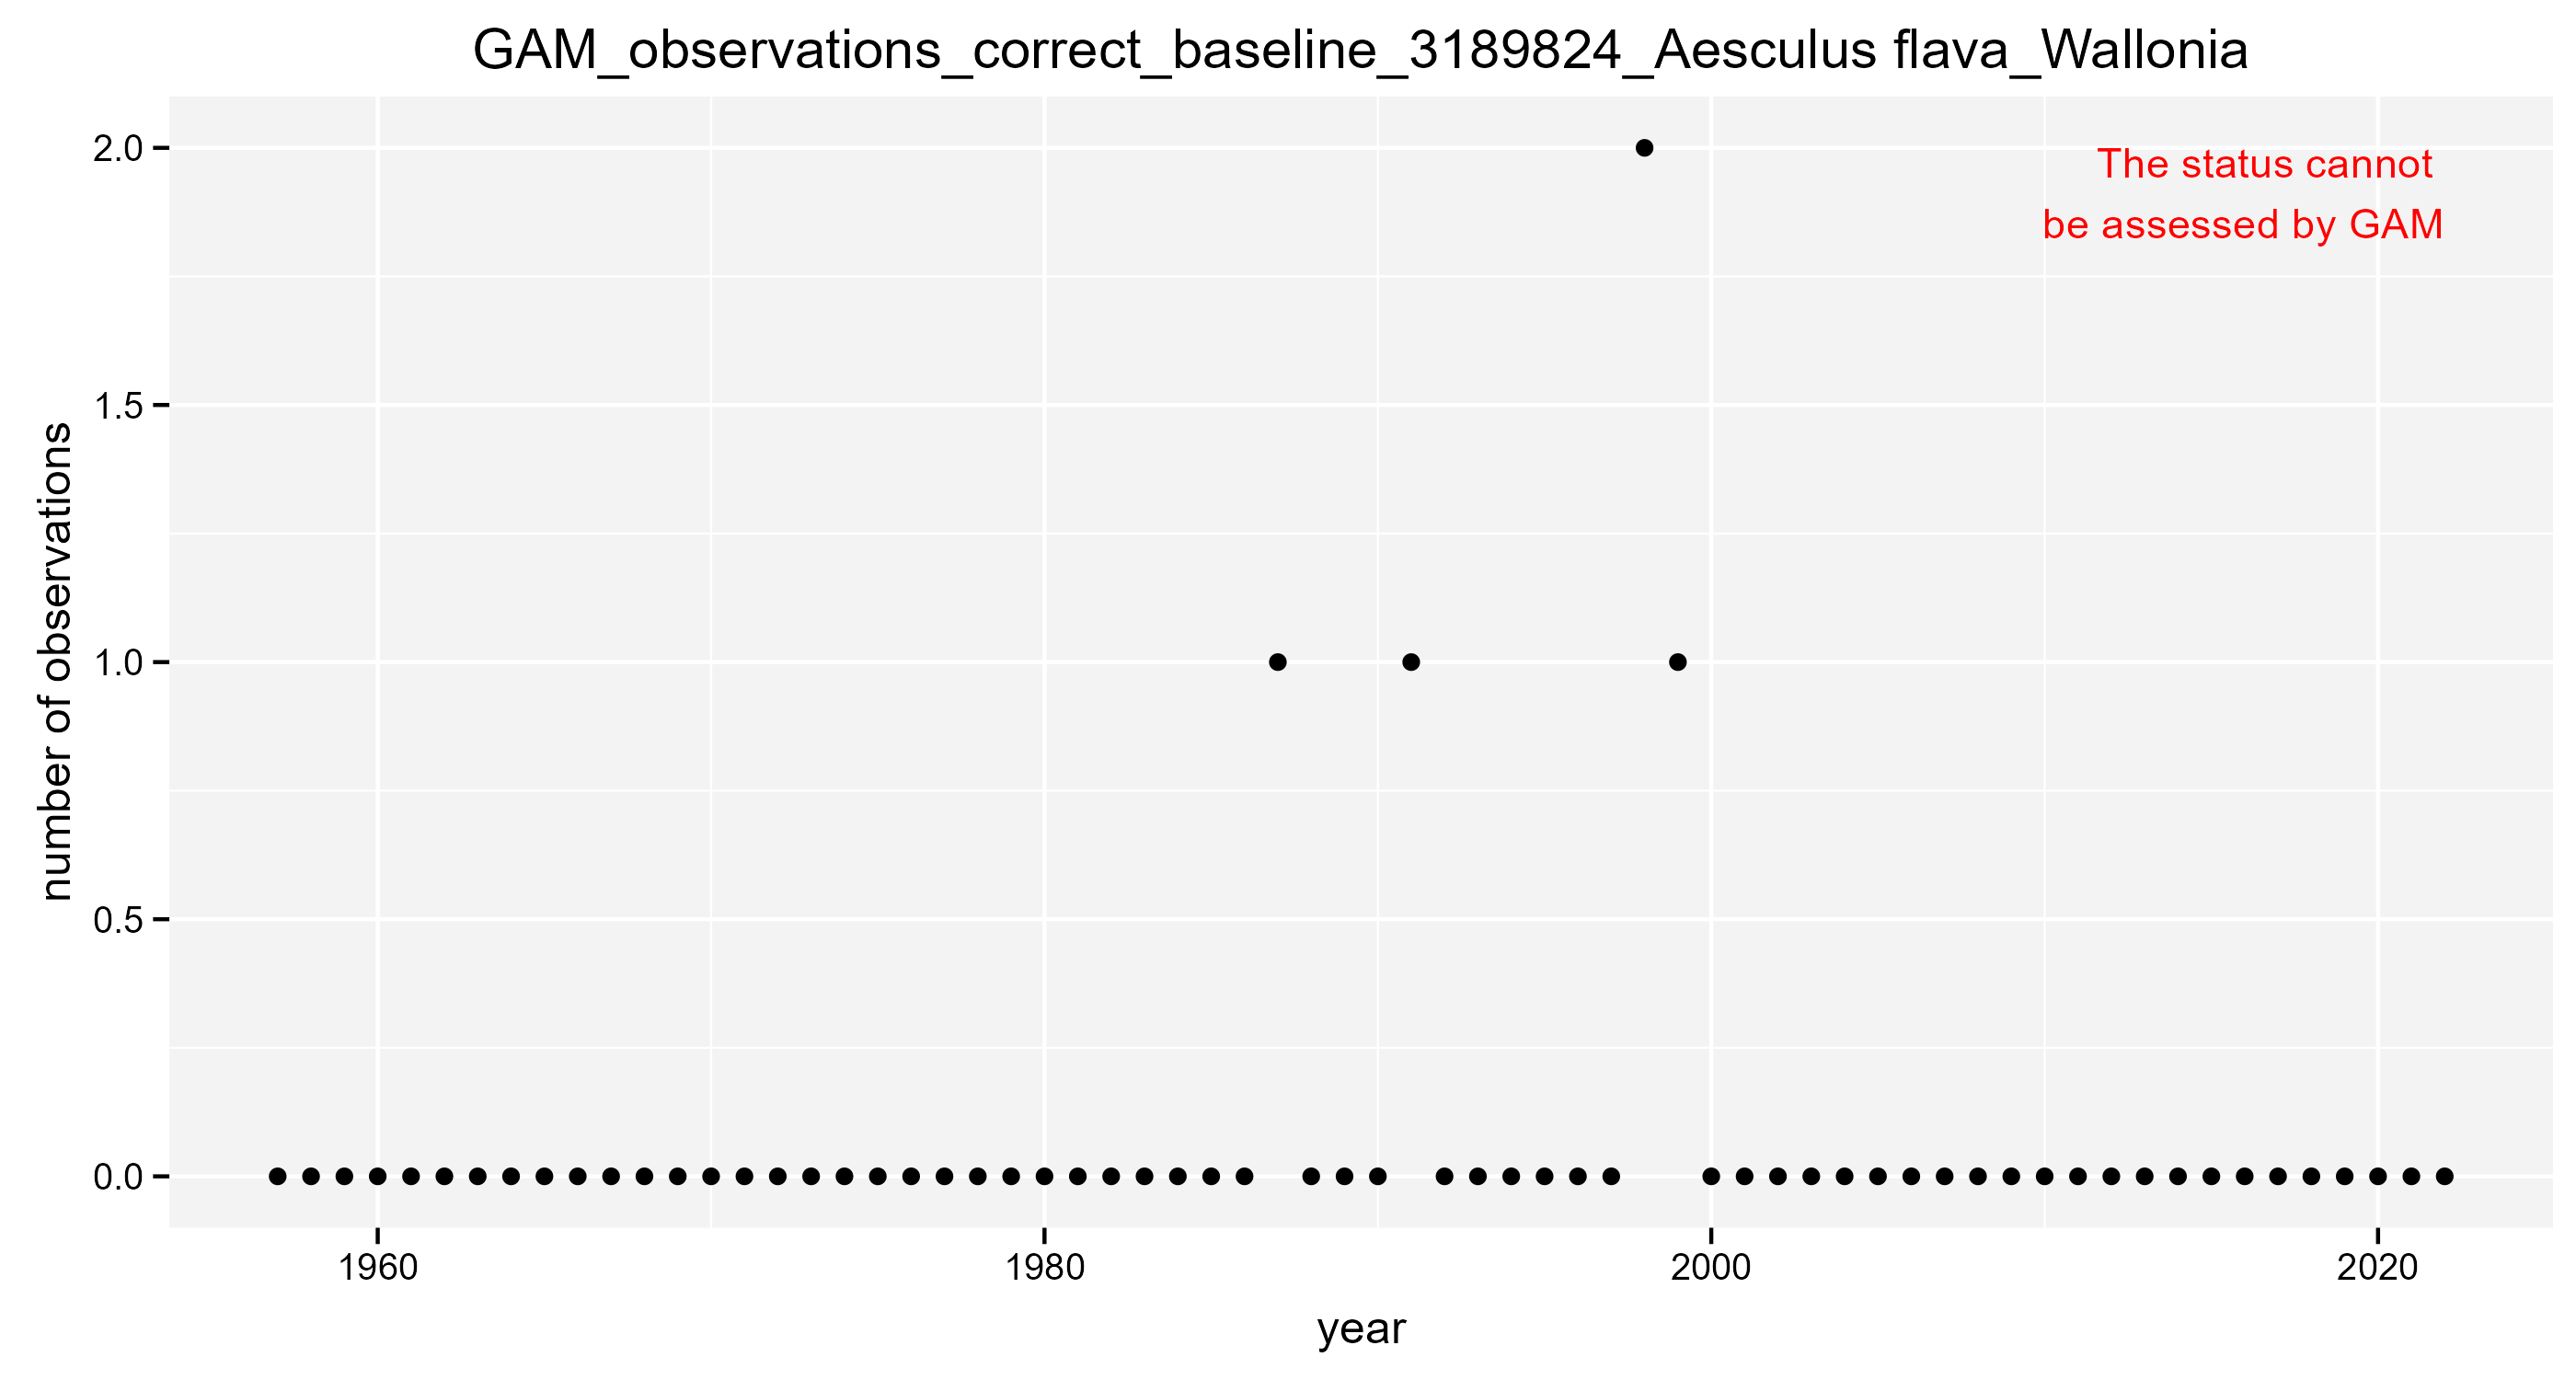 GAM_observations_correct_baseline_3189824_Aesculus flava_Wallonia
The status cannot
be assessed by GAM
number of observations
2.0
1.5
1.0
0.5
0.0
1960
1980
2000
2020
year